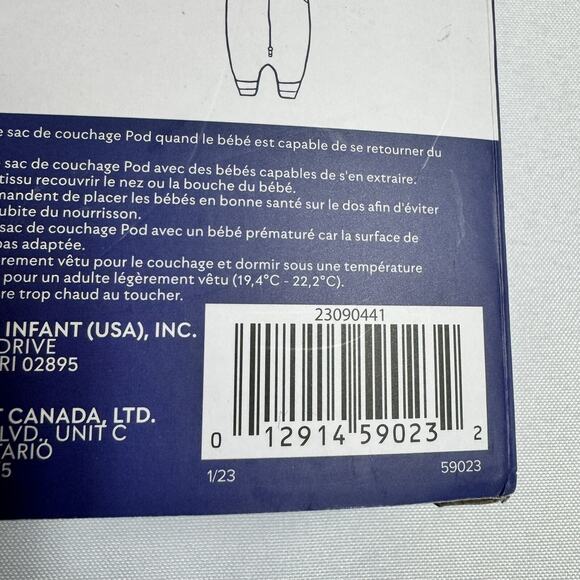 e sac de couchage Pod quand le bébé est capable de se retourner du
e sac de couchage Pod avec des bébés capables de s'en extraire.
tissu recouvrir le nez ou la bouche du bébé.
mandent de placer les bébés en bonne santé sur le dos afin d'éviter
ubite du nourrisson.
sac de couchage Pod avec un bébé prématuré car la surface de
pas adaptée.
rement vêtu pour le couchage et dormir sous une température
pour un adulte légèrement vêtu (19,4°C - 22,2°C).
re trop chaud au toucher.
INFANT (USA), INC.
DRIVE
RI 02895
T CANADA, LTD.
LVD., UNIT C
TARIO
5
23090441
0 12914 59023 2
1/23
59023